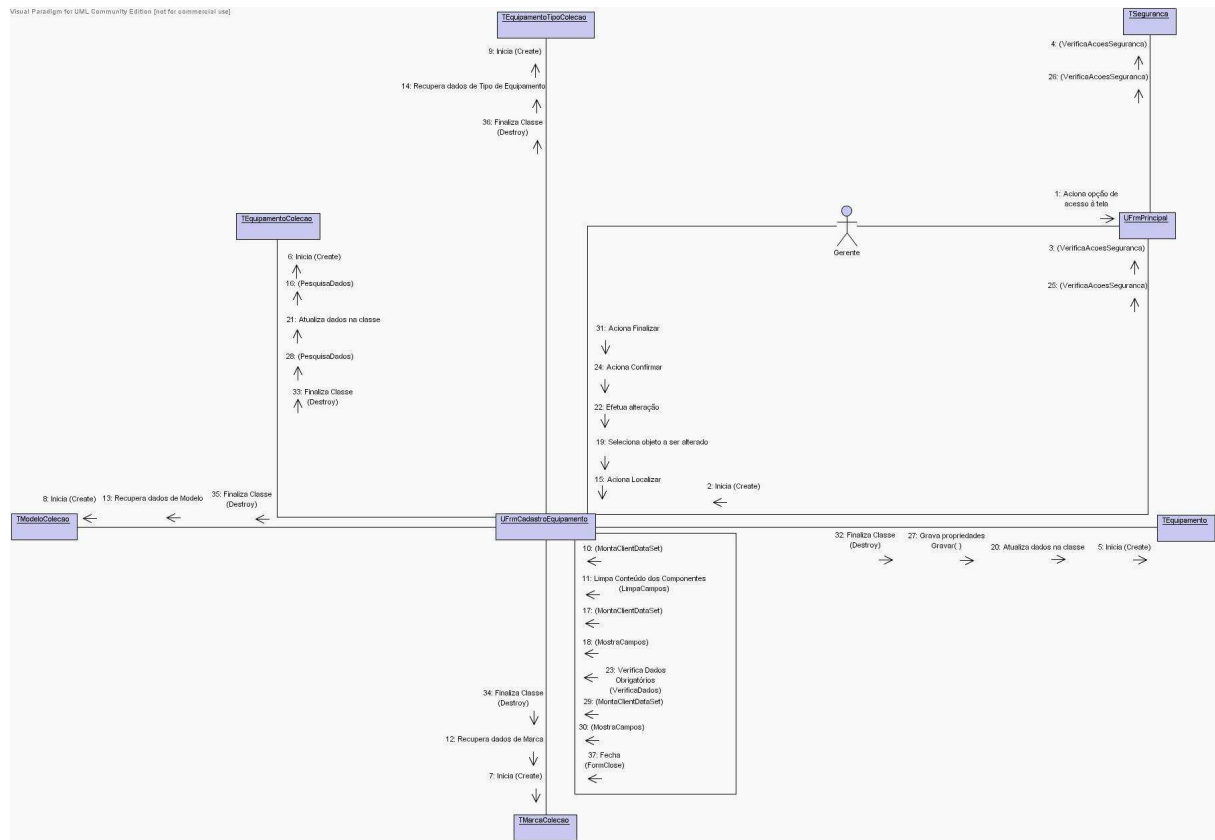 Visual Paradigm for UML Community Edition [not for commercial use]
TEquipamentoTipoColecao
9: Inicia (Create)
14: Recupera dados de Tipo de Equipamento
36: Finaliza Classe
(Destroy)
TSeguranca
4: (VerificaAcoesSeguranca)
26: (VerificaAcoesSeguranca)
1: Aciona opção de
acesso á tela
UFrmPrincipal
3: (VerificaAcoesSeguranca)
25: (VerificaAcoesSeguranca)
Gerente
TEquipamentoColecao
6: Inicia (Create)
16: (PesquisaDados)
21: Atualiza dados na classe
28: (PesquisaDados)
33: Finaliza Classe
(Destroy)
31: Aciona Finalizar
24: Aciona Confirmar
22: Efetua alteração
19: Seleciona objeto a ser alterado
15: Aciona Localizar
2: Inicia (Create)
8: Inicia (Create)
13: Recupera dados de Modelo
35: Finaliza Classe
(Destroy)
TModeloColecao
UFrmCadastroEquipamento
TEquipamento
32: Finaliza Classe
(Destroy)
27: Grava propriedades
Gravar( )
20: Atualiza dados na classe
5: Inicia (Create)
10: (MontaClientDataSet)
11: Limpa Conteúdo dos Componentes
(LimpaCampos)
17: (MontaClientDataSet)
18: (MostraCampos)
23: Verifica Dados
Obrigatórios
(VerificaDados)
29: (MontaClientDataSet)
30: (MostraCampos)
37: Fecha
(FormClose)
34: Finaliza Classe
(Destroy)
12: Recupera dados de Marca
7: Inicia (Create)
TMarcaColecao